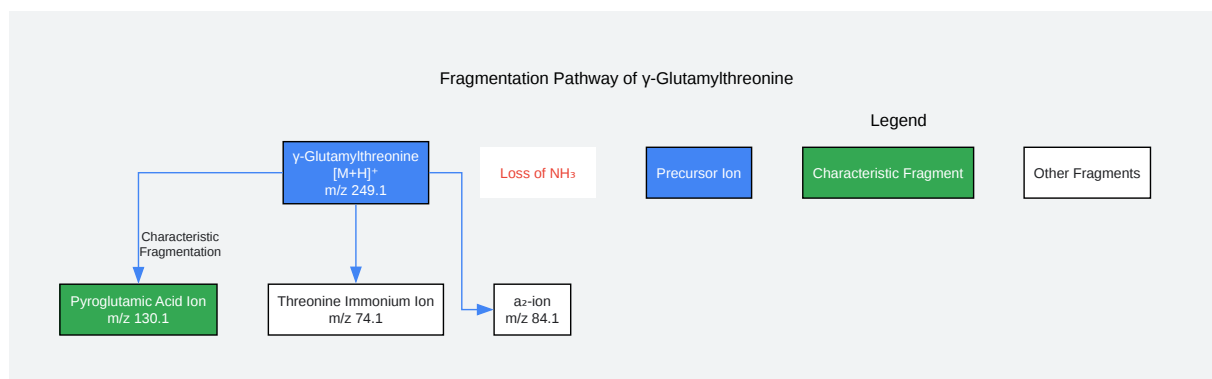 Fragmentation Pathway of γ-Glutamylthreonine
Legend
γ-Glutamylthreonine
[M+H]⁺
m/z 249.1
Loss of NH₃
Precursor Ion
Characteristic Fragment
Other Fragments
Characteristic
Fragmentation
Pyroglutamic Acid Ion
m/z 130.1
Threonine Immonium Ion
m/z 74.1
a₂-ion
m/z 84.1